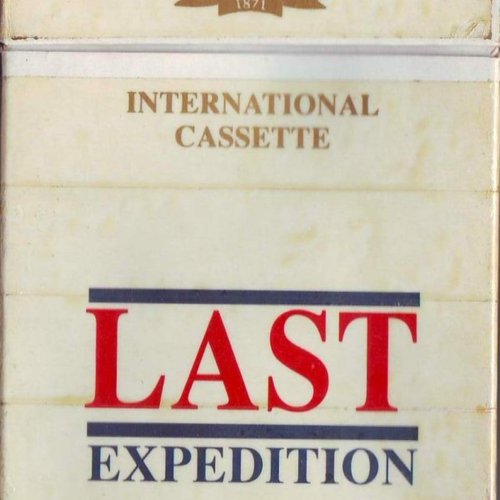 1871
INTERNATIONAL
CASSETTE
LAST
EXPEDITION